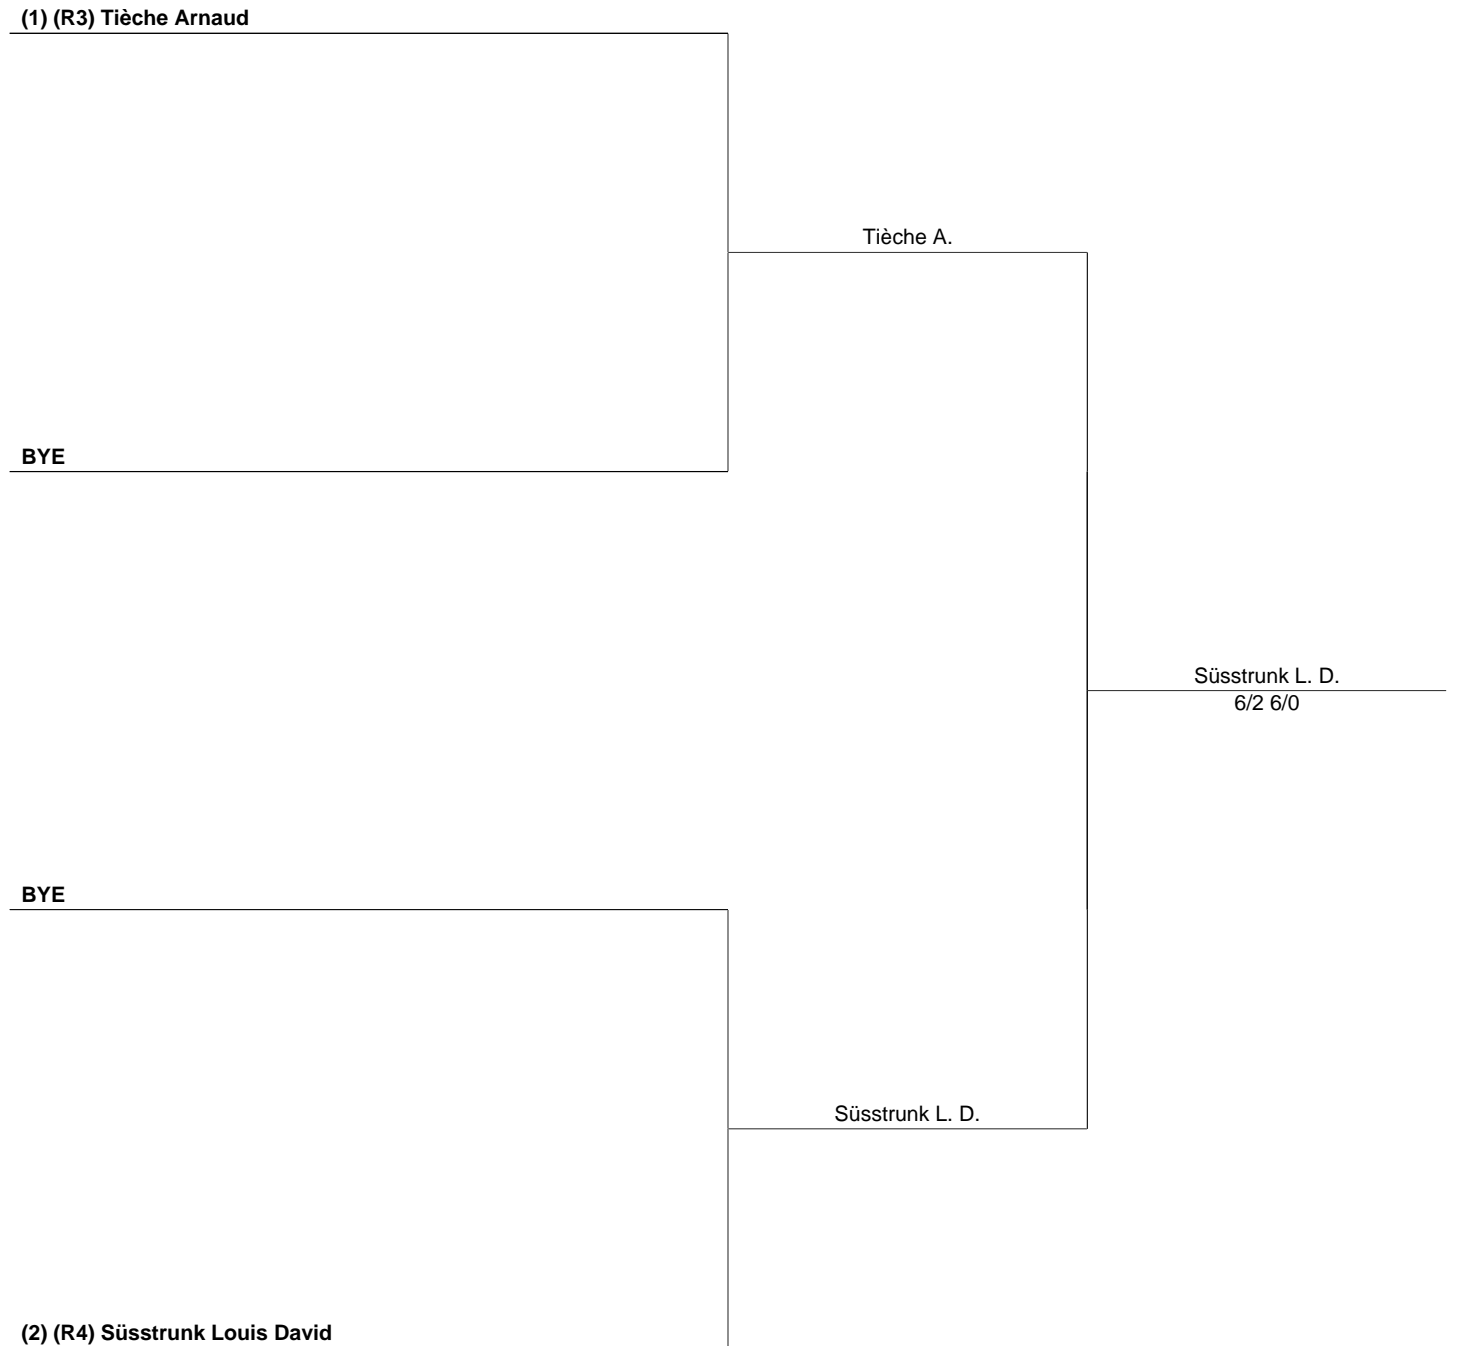 (1) (R3) Tièche Arnaud
Tièche A.
BYE
Süsstrunk L. D.
6/2 6/0
BYE
Süsstrunk L. D.
(2) (R4) Süsstrunk Louis David